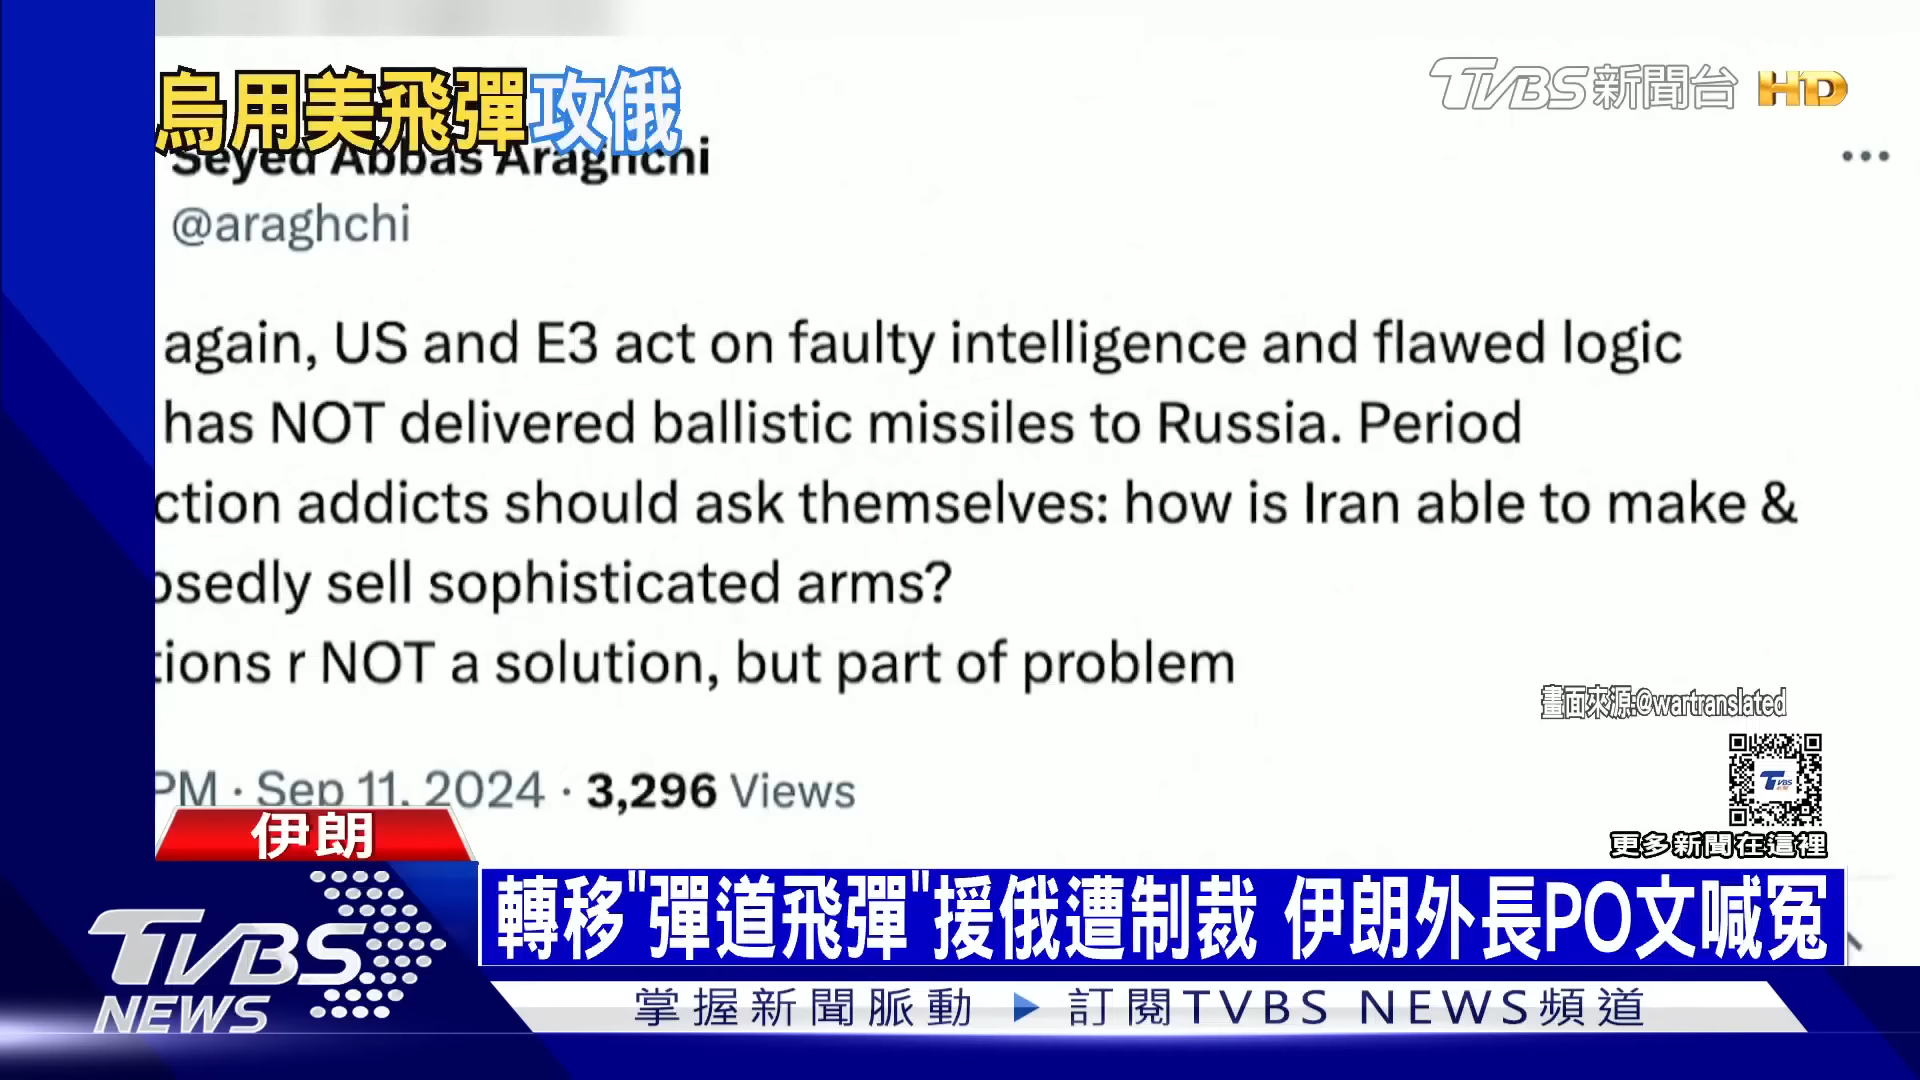 烏用美飛彈攻俄
TVBS新聞台 HD
Seyed Abbas Araghchi
@araghchi
again, US and E3 act on faulty intelligence and flawed logic
has NOT delivered ballistic missiles to Russia. Period
ction addicts should ask themselves: how is Iran able to make &
osedly sell sophisticated arms?
tions r NOT a solution, but part of problem
畫面來源:@wartranslated
PM · Sep 11, 2024 · 3,296 Views
TVBS
更多新聞在這裡
伊朗
轉移"彈道飛彈"援俄遭制裁 伊朗外長PO文喊冤
TVBS
NEWS
掌握新聞脈動 ▶ 訂閱TVBS NEWS頻道